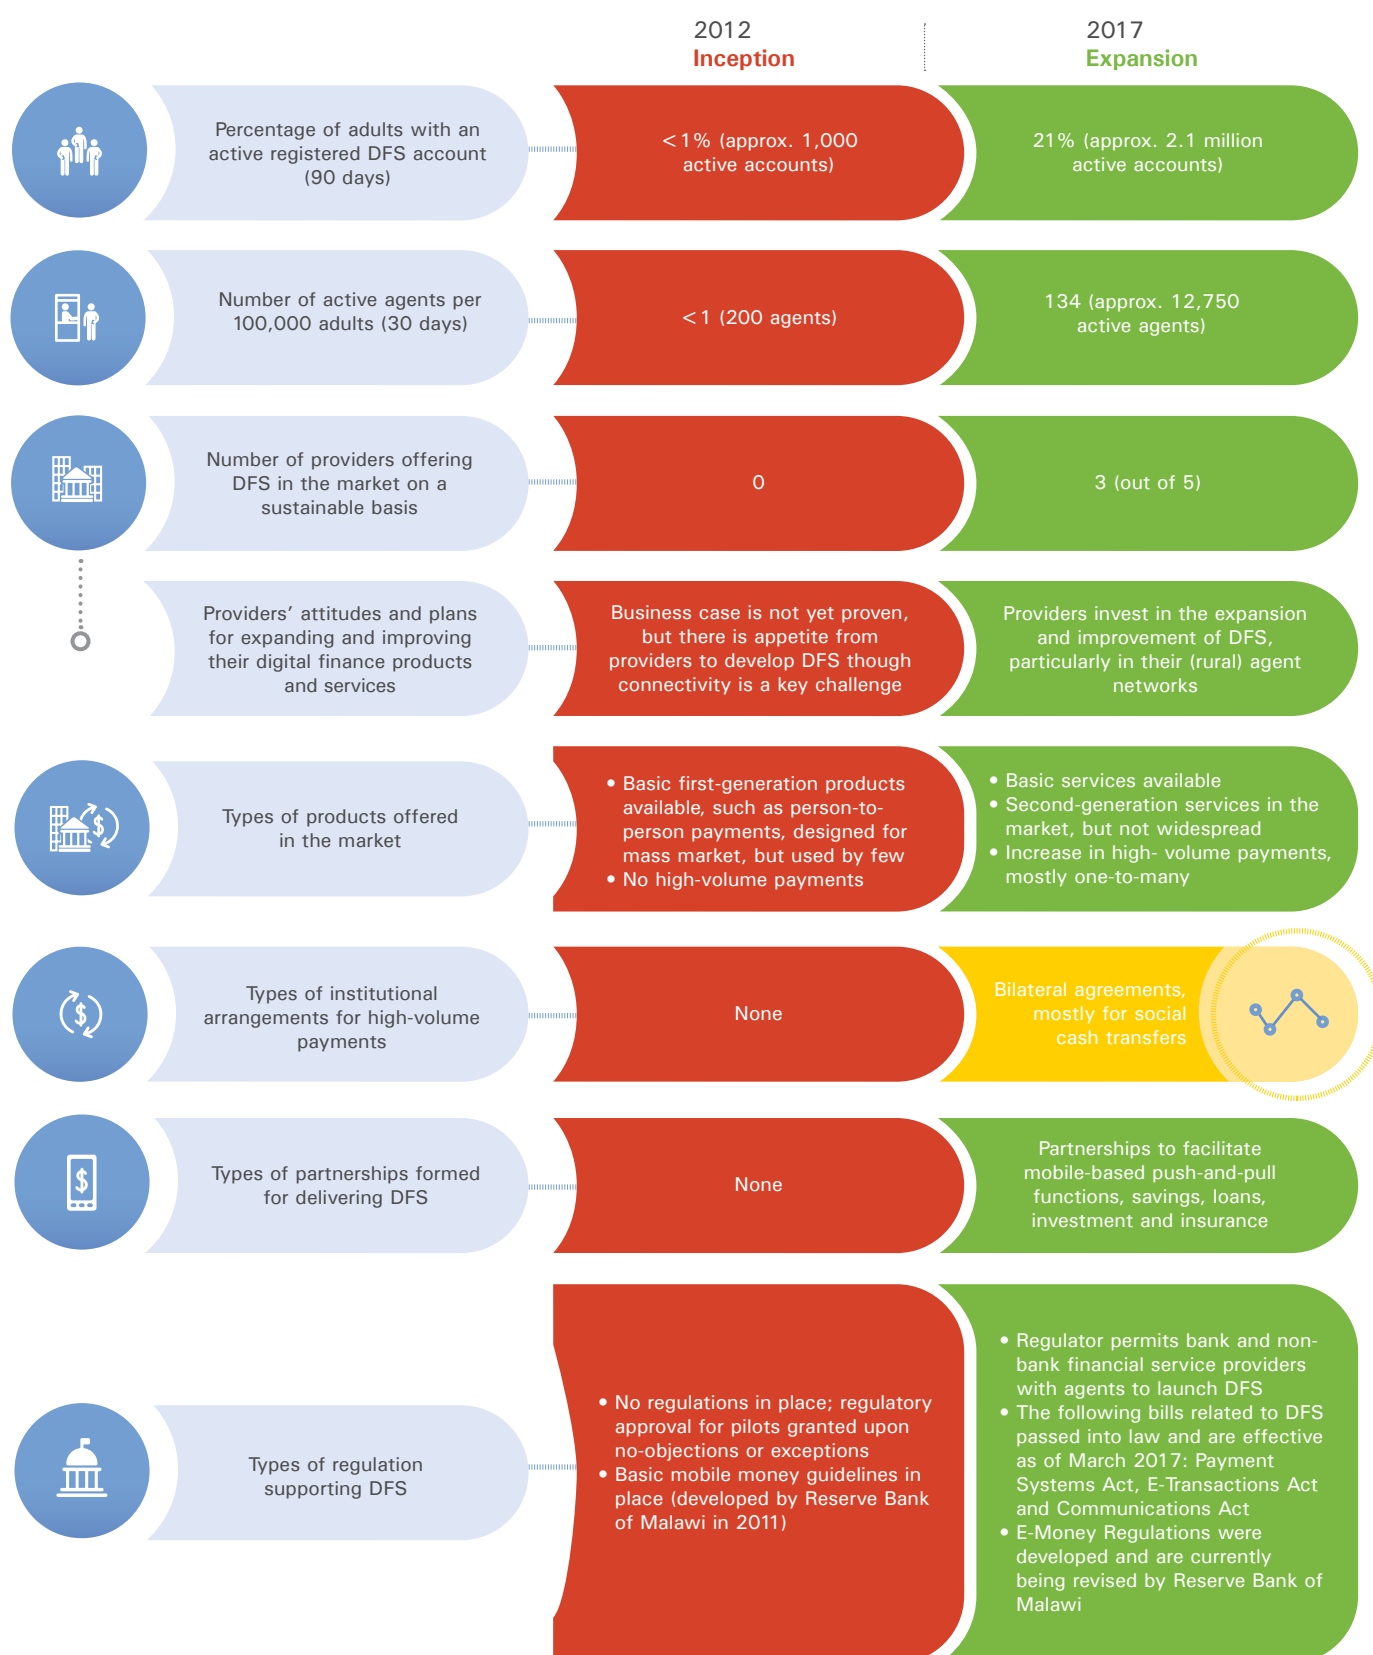 2012
Inception
2017
Expansion
Percentage of adults with an
active registered DFS account
(90 days)
<1% (approx. 1,000
active accounts)
21% (approx. 2.1 million
active accounts)
Number of active agents per
100,000 adults (30 days)
<1 (200 agents)
134 (approx. 12,750
active agents)
Number of providers offering
DFS in the market on a
sustainable basis
0
3 (out of 5)
Providers' attitudes and plans
for expanding and improving
their digital finance products
and services
Business case is not yet proven,
but there is appetite from
providers to develop DFS though
connectivity is a key challenge
Providers invest in the expansion
and improvement of DFS,
particularly in their (rural) agent
networks
Types of products offered
in the market
• Basic first-generation products
available, such as person-to-
person payments, designed for
mass market, but used by few
• No high-volume payments
• Basic services available
• Second-generation services in the
market, but not widespread
• Increase in high- volume payments,
mostly one-to-many
Types of institutional
arrangements for high-volume
payments
None
Bilateral agreements,
mostly for social
cash transfers
Types of partnerships formed
for delivering DFS
None
Partnerships to facilitate
mobile-based push-and-pull
functions, savings, loans,
investment and insurance
Types of regulation
supporting DFS
• No regulations in place; regulatory
approval for pilots granted upon
no-objections or exceptions
• Basic mobile money guidelines in
place (developed by Reserve Bank
of Malawi in 2011)
• Regulator permits bank and non-
bank financial service providers
with agents to launch DFS
• The following bills related to DFS
passed into law and are effective
as of March 2017: Payment
Systems Act, E-Transactions Act
and Communications Act
• E-Money Regulations were
developed and are currently
being revised by Reserve Bank of
Malawi